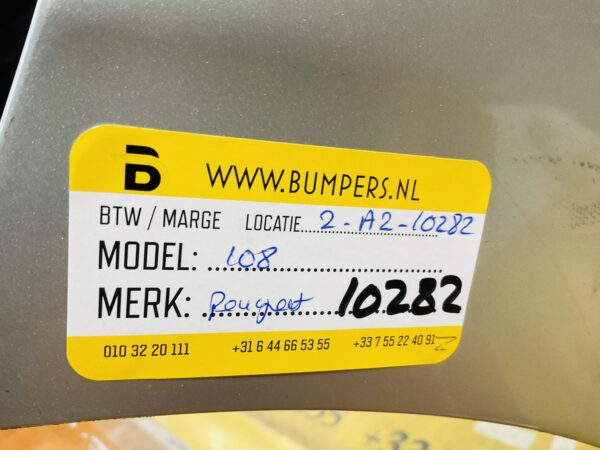 B WWW.BUMPERS.NL
BTW / MARGE LOCATIE 2-A2-10282
MODEL: 108
MERK: Peugeot 10282
010 32 20 111 +31 6 44 66 53 55 +33 7 55 22 40 91